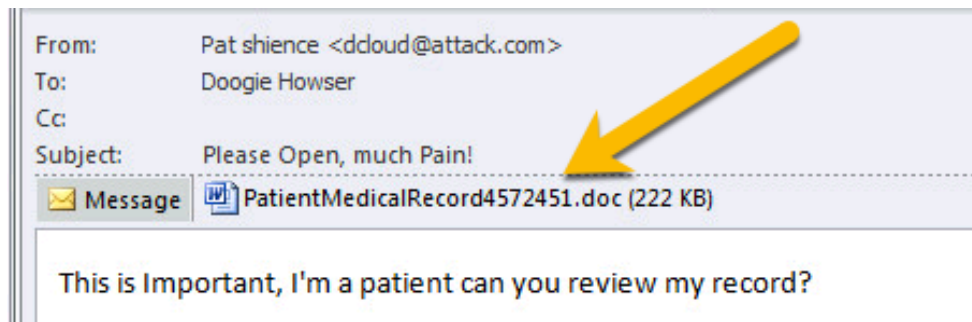 From: Pat shience <dcloud@attack.com>
To: Doogie Howser
Cc:
Subject: Please Open, much Pain!
Message PatientMedicalRecord4572451.doc (222 KB)
This is Important, I'm a patient can you review my record?